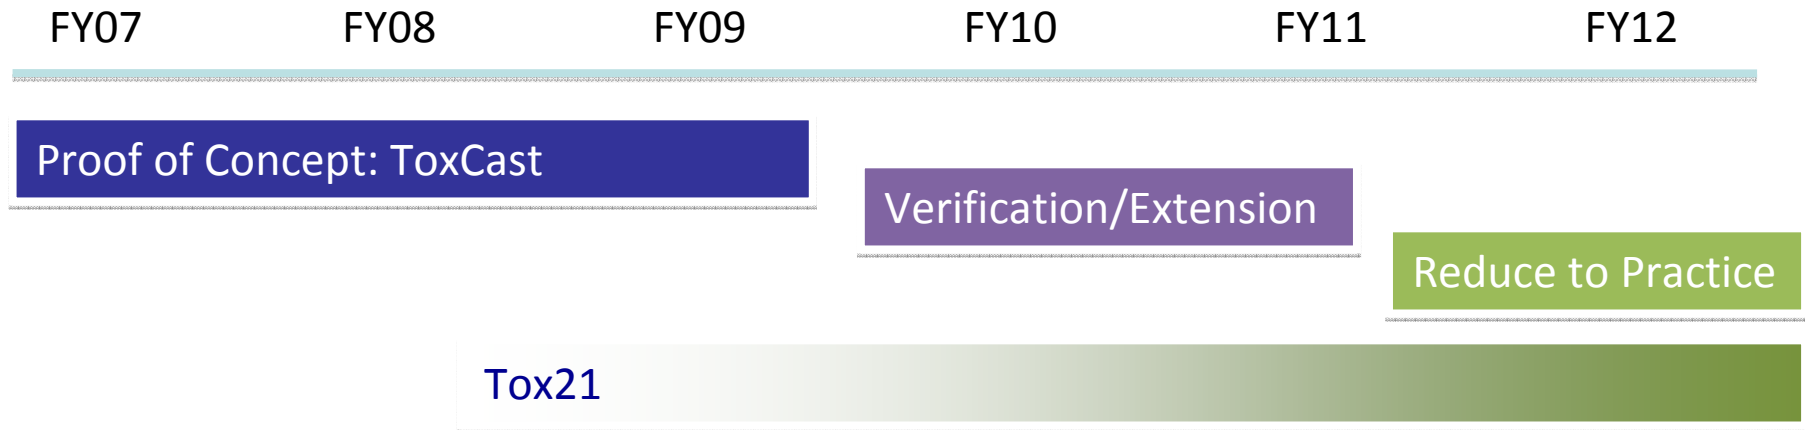 FY07 FY08 FY09 FY10 FY11 FY12
Proof of Concept: ToxCast
Verification/Extension
Reduce to Practice
Tox21